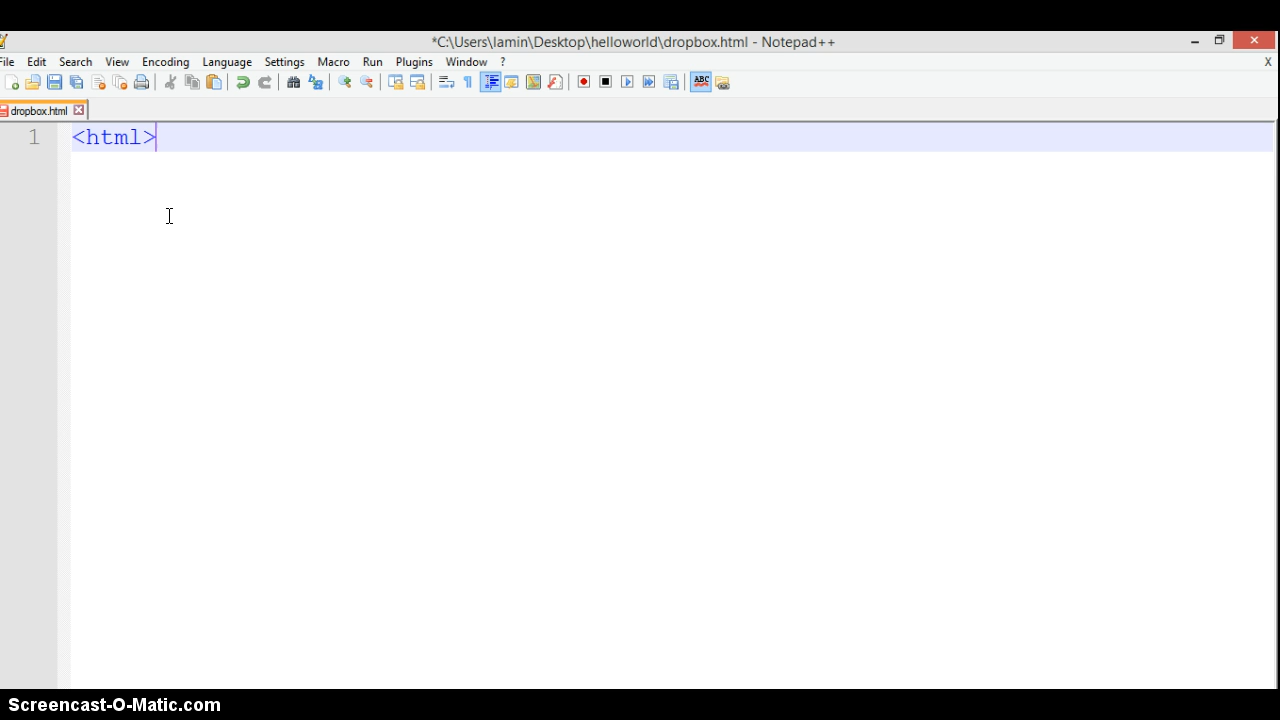 *C:\Users\lamin\Desktop\helloworld\dropbox.html - Notepad++
File Edit Search View Encoding Language Settings Macro Run Plugins Window ? X
ABC
dropbox.html
1 <html>
Screencast-O-Matic.com